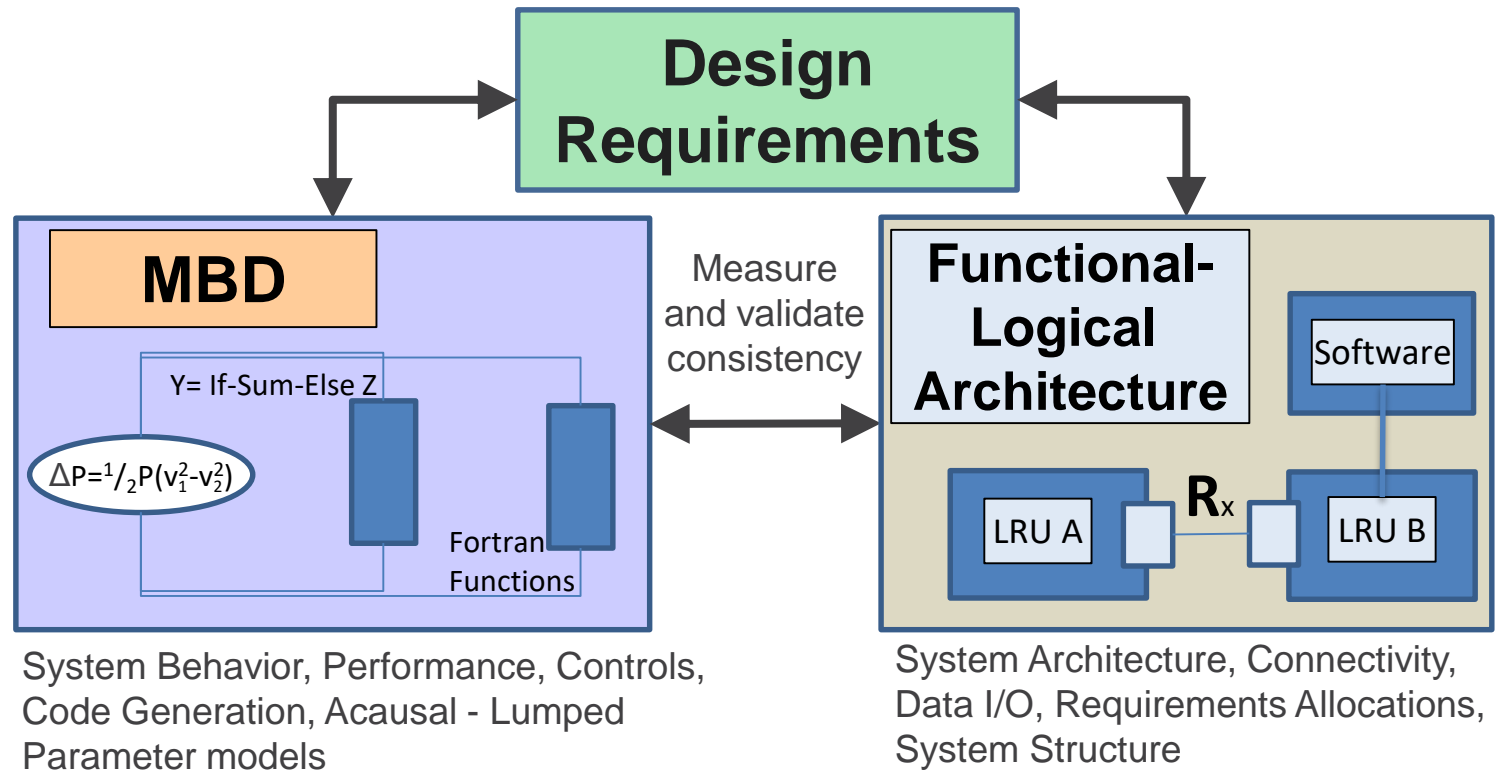 Design
Requirements
MBD
Measure
and validate
consistency
Functional-
Logical
Architecture
Software
Y= If-Sum-Else Z
ΔP=¹/₂P(v₁²-v₂²)
Fortran
Functions
LRU A
Rₓ
LRU B
System Behavior, Performance, Controls,
Code Generation, Acausal - Lumped
Parameter models
System Architecture, Connectivity,
Data I/O, Requirements Allocations,
System Structure